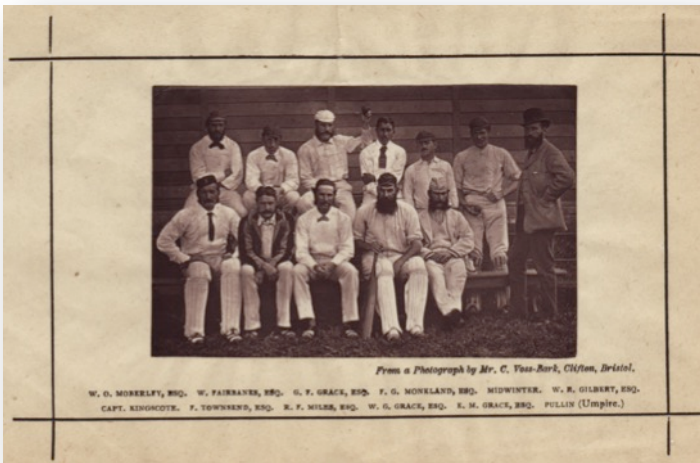 From a Photograph by Mr. C. Voss-Bark, Clifton, Bristol.
W. O. MOBERLEY, ESQ. W. FAIRBANKS, ESQ. G. F. GRACE, ESQ. F. G. MONKLAND, ESQ. MIDWINTER. W. R. GILBERT, ESQ.
CAPT. KINGSCOTE. F. TOWNSEND, ESQ. R. F. MILES, ESQ. W. G. GRACE, ESQ. E. M. GRACE, ESQ. PULLIN (Umpire.)